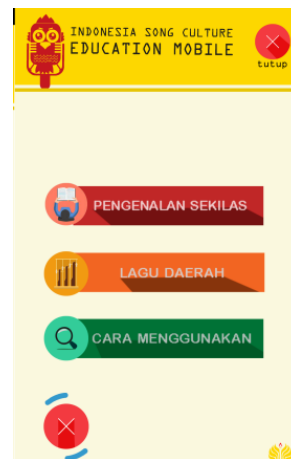 INDONESIA SONG CULTURE
EDUCATION MOBILE
tutup
PENGENALAN SEKILAS
LAGU DAERAH
CARA MENGGUNAKAN